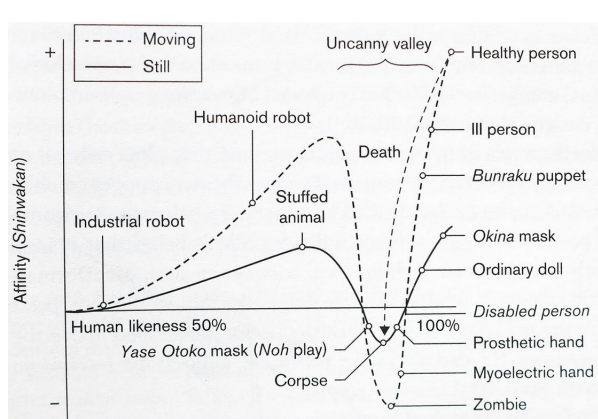 +
Moving
Still
Uncanny valley
Healthy person
Humanoid robot
Ill person
Death
Bunraku puppet
Stuffed
animal
Industrial robot
Okina mask
Affinity (Shinwakan)
Ordinary doll
Disabled person
Human likeness 50%
100%
Prosthetic hand
Yase Otoko mask (Noh play)
Myoelectric hand
Corpse
Zombie
−